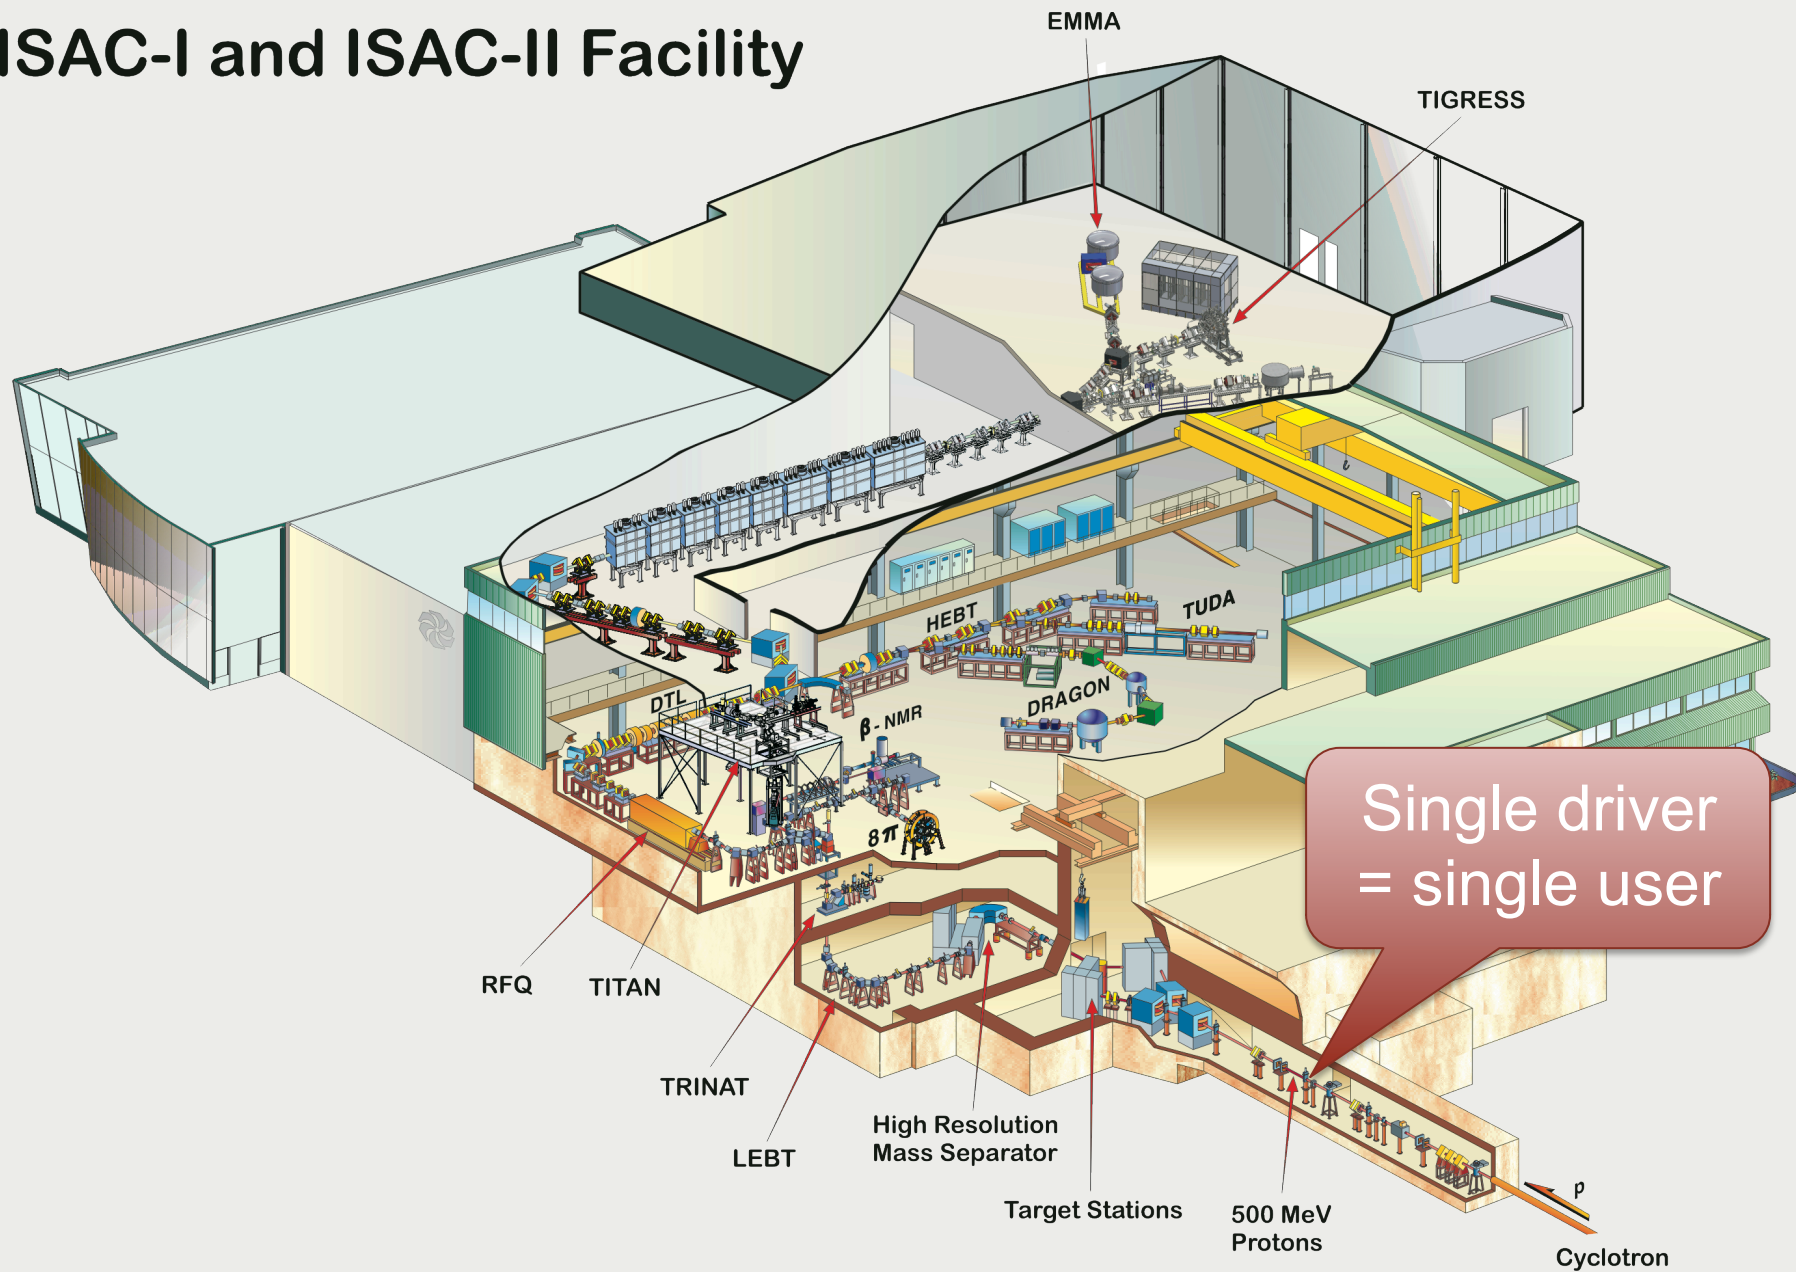 ISAC-I and ISAC-II Facility
EMMA
TIGRESS
HEBT
TUDA
DTL
β-NMR
DRAGON
8π
Single driver
= single user
RFQ
TITAN
TRINAT
LEBT
High Resolution
Mass Separator
Target Stations
500 MeV
Protons
p
Cyclotron